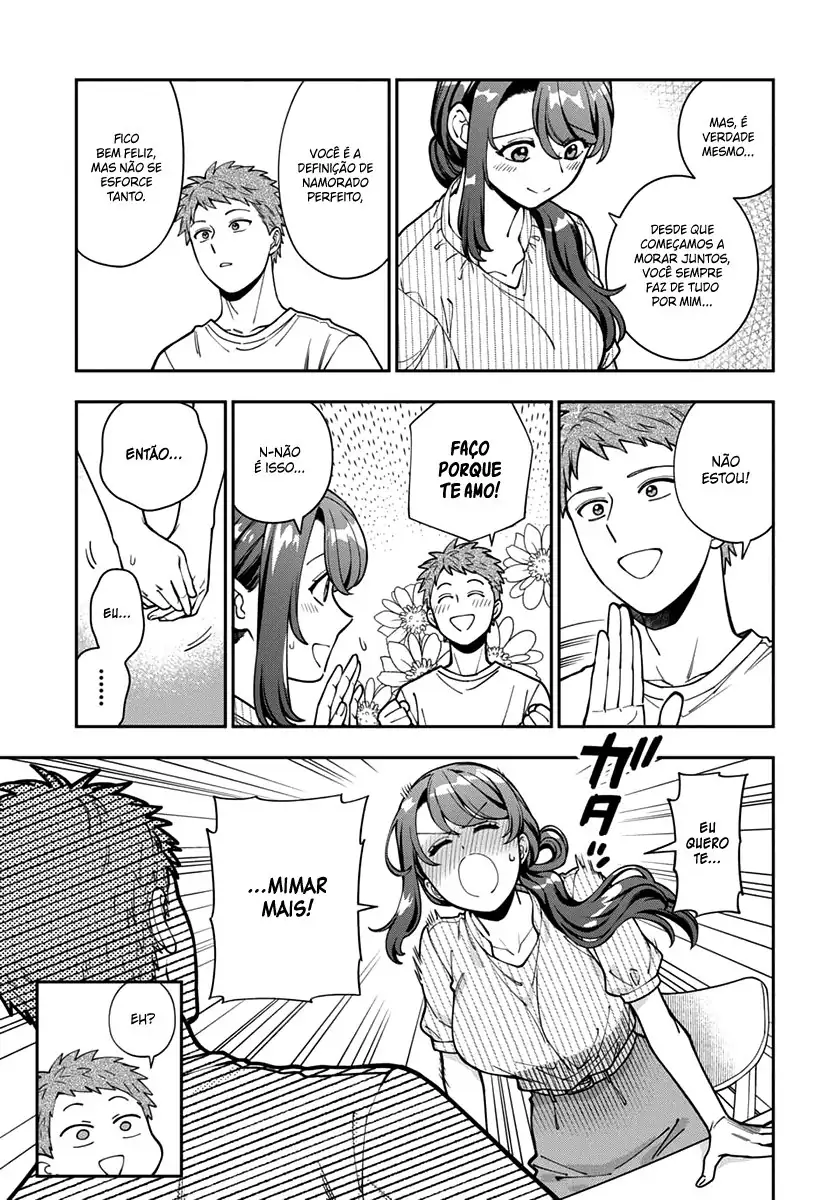 MAS, É
VERDADE
MESMO...
DESDE QUE
COMEÇAMOS A
MORAR JUNTOS,
VOCÊ SEMPRE
FAZ DE TUDO
POR MIM...
VOCÊ É A
DEFINIÇÃO DE
NAMORADO
PERFEITO,
FICO
BEM FELIZ,
MAS NÃO SE
ESFORCE
TANTO.
NÃO
ESTOU!
FAÇO
PORQUE
TE AMO!
N-NÃO
É ISSO...
ENTÃO...
EU...
......
EU
QUERO
TE...
ガタッ
...MIMAR
MAIS!
EH?